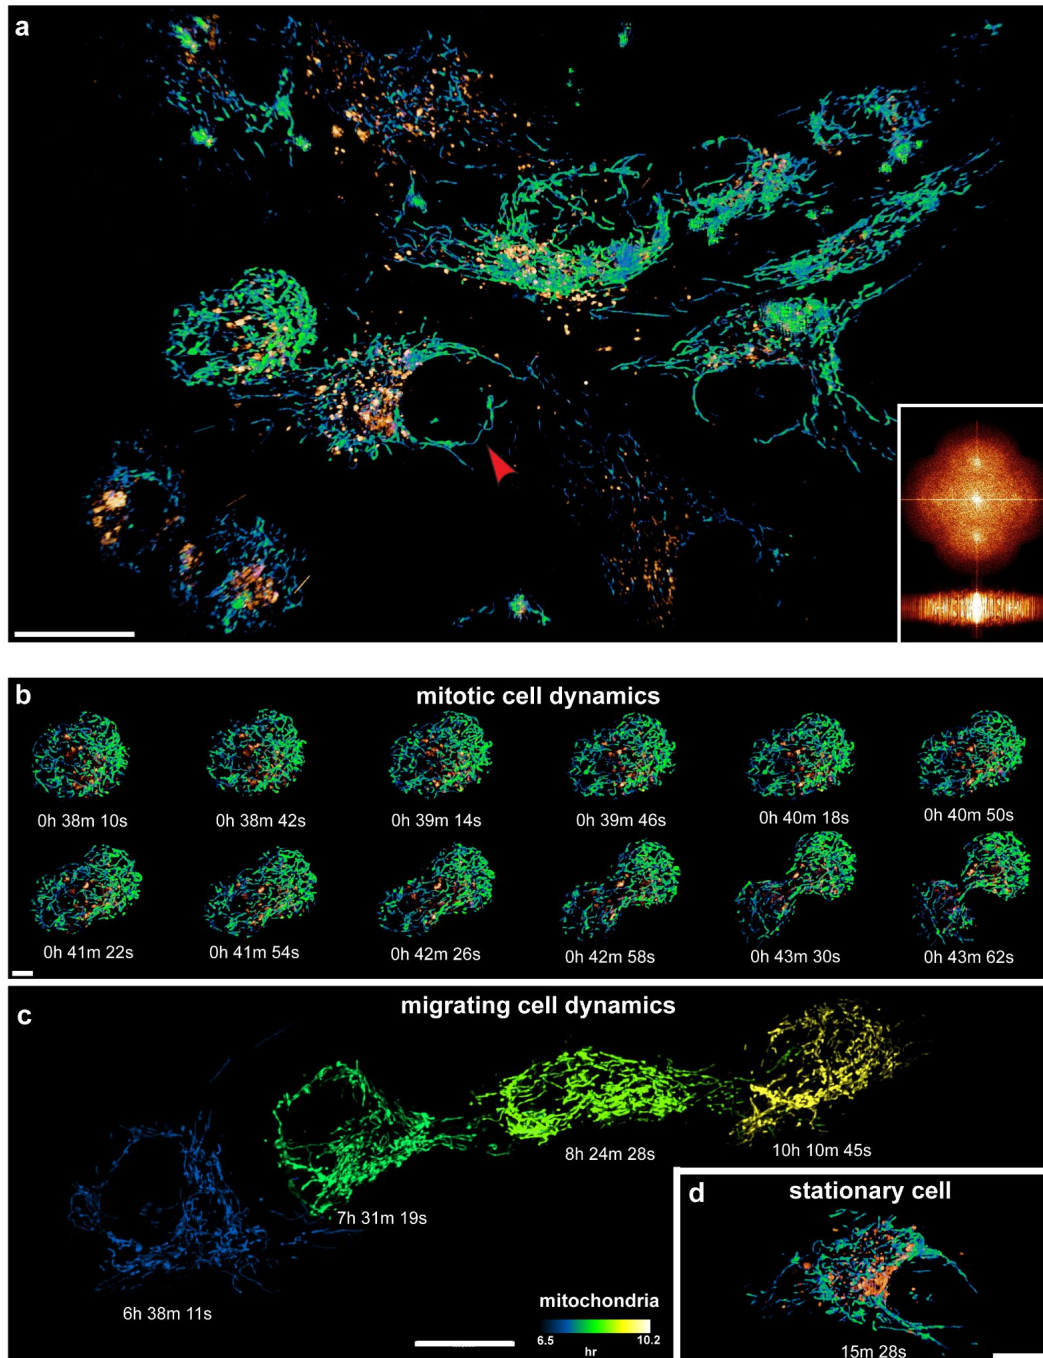 a
b
mitotic cell dynamics
0h 38m 10s
0h 38m 42s
0h 39m 14s
0h 39m 46s
0h 40m 18s
0h 40m 50s
0h 41m 22s
0h 41m 54s
0h 42m 26s
0h 42m 58s
0h 43m 30s
0h 43m 62s
c
migrating cell dynamics
6h 38m 11s
7h 31m 19s
8h 24m 28s
10h 10m 45s
mitochondria
6.5
10.2
hr
d
stationary cell
15m 28s